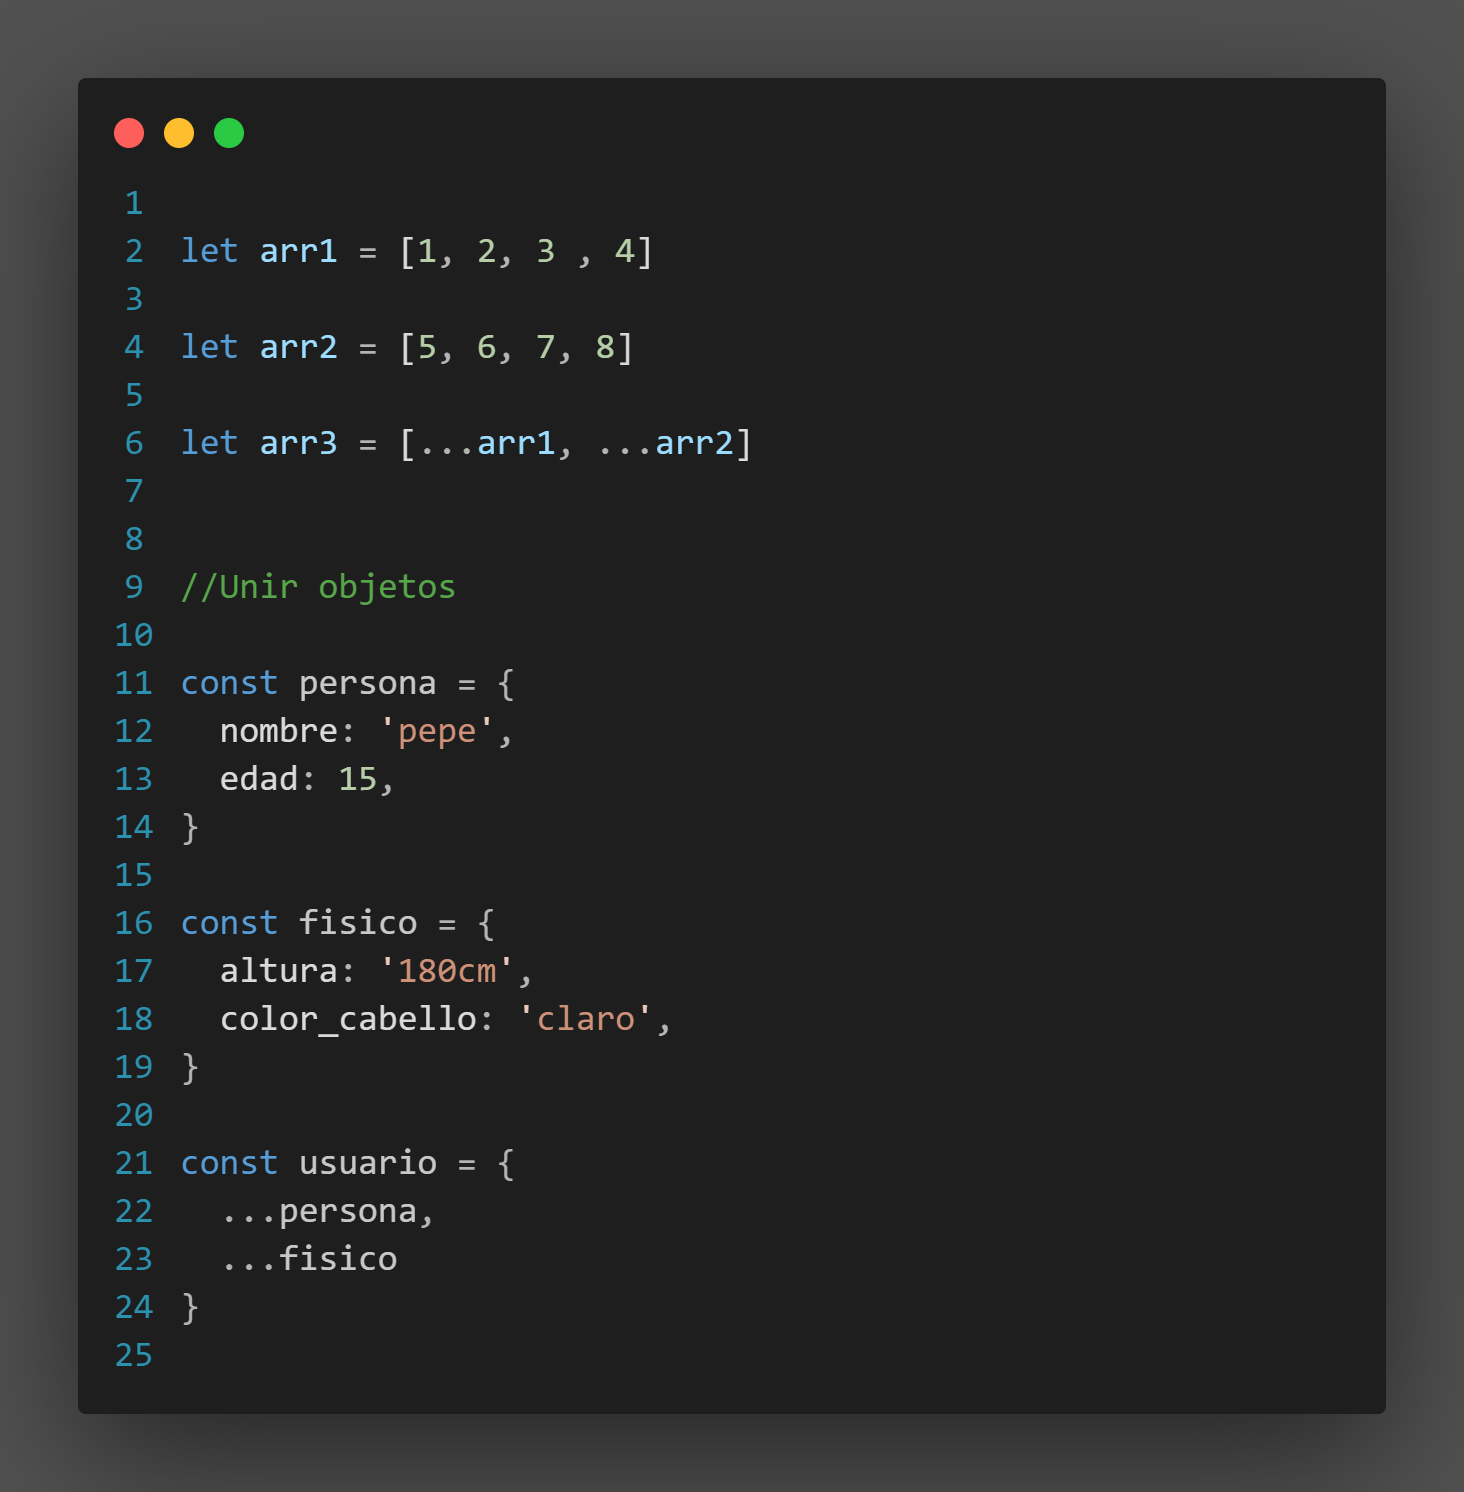 1
2 let arr1 = [1, 2, 3 , 4]
3
4 let arr2 = [5, 6, 7, 8]
5
6 let arr3 = [...arr1, ...arr2]
7
8
9 //Unir objetos
10
11 const persona = {
12   nombre: 'pepe',
13   edad: 15,
14 }
15
16 const fisico = {
17   altura: '180cm',
18   color_cabello: 'claro',
19 }
20
21 const usuario = {
22   ...persona,
23   ...fisico
24 }
25